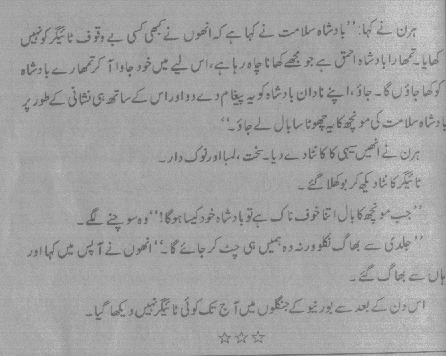 ہرن نے کہا: ’’بادشاہ سلامت نے کہا ہے کہ انھوں نے کبھی کسی بے وقوف ٹائیگر کو نہیں
کھایا۔ تمھارا بادشاہ احمق ہے جو مجھے کھانا چاہ رہا ہے، اس لیے میں خود جاوا آ کر تمھارے بادشاہ
کو کھا جاؤں گا۔ جاؤ، اپنے نادان بادشاہ کو یہ پیغام دے دو اور اس کے ساتھ ہی نشانی کے طور پر
بادشاہ سلامت کی مونچھ کا یہ چھوٹا سا بال لے جاؤ۔‘‘
ہرن نے انھیں سیہی کا کانٹا دے دیا۔ سخت، لمبا اور نوک دار۔
ٹائیگر کانٹا دیکھ کر بوکھلا گئے۔
’’جب مونچھ کا بال اتنا خوف ناک ہے تو بادشاہ خود کیسا ہوگا!‘‘ وہ سوچنے لگے۔
’’جلدی سے بھاگ نکلو ورنہ وہ ہمیں ہی چٹ کر جائے گا۔‘‘ انھوں نے آپس میں کہا اور
ہاں سے بھاگ گئے۔
اس دن کے بعد سے بورنیو کے جنگلوں میں آج تک کوئی ٹائیگر نہیں دیکھا گیا۔
☆☆☆